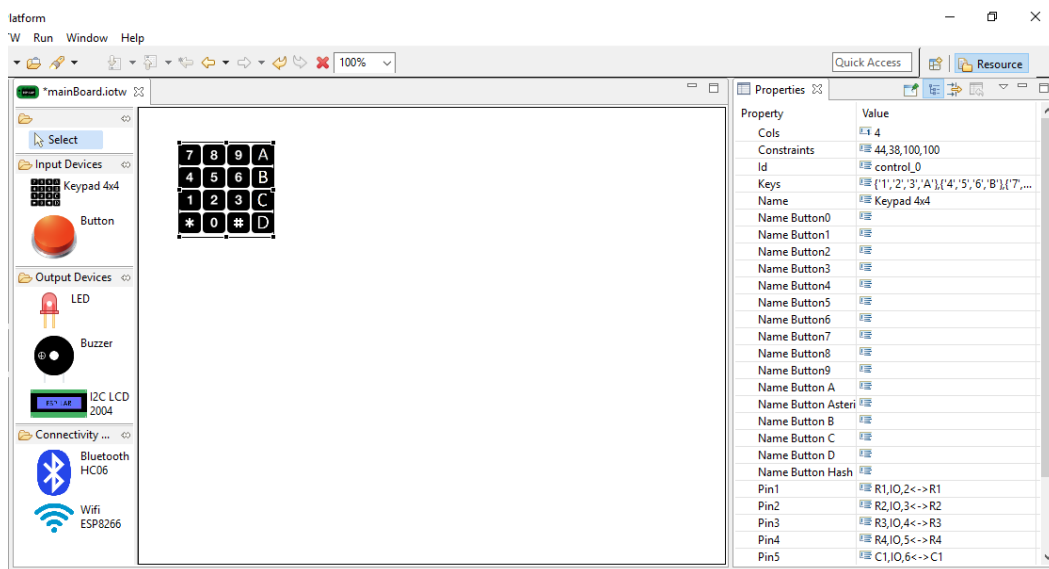 latform
W Run Window Help
100%
Quick Access
Resource
*mainBoard.iotw
Select
Input Devices
Keypad 4x4
Button
Output Devices
LED
Buzzer
I2C LCD
2004
Connectivity ...
Bluetooth
HC06
Wifi
ESP8266
7 8 9 A
4 5 6 B
1 2 3 C
* 0 # D
Properties
Property Value
Cols 4
Constraints 44,38,100,100
Id control_0
Keys {'1','2','3','A'},{'4','5','6','B'},{'7',...
Name Keypad 4x4
Name Button0
Name Button1
Name Button2
Name Button3
Name Button4
Name Button5
Name Button6
Name Button7
Name Button8
Name Button9
Name Button A
Name Button Asteri
Name Button B
Name Button C
Name Button D
Name Button Hash
Pin1 R1,IO,2<->R1
Pin2 R2,IO,3<->R2
Pin3 R3,IO,4<->R3
Pin4 R4,IO,5<->R4
Pin5 C1,IO,6<->C1